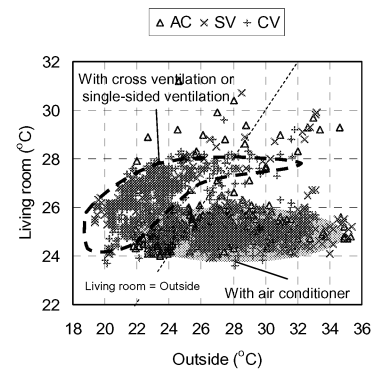 △ AC × SV + CV
32
30
28
26
24
22
Living room (°C)
With cross ventilation or
single-sided ventilation
Living room = Outside
With air conditioner
18 20 22 24 26 28 30 32 34 36
Outside (°C)